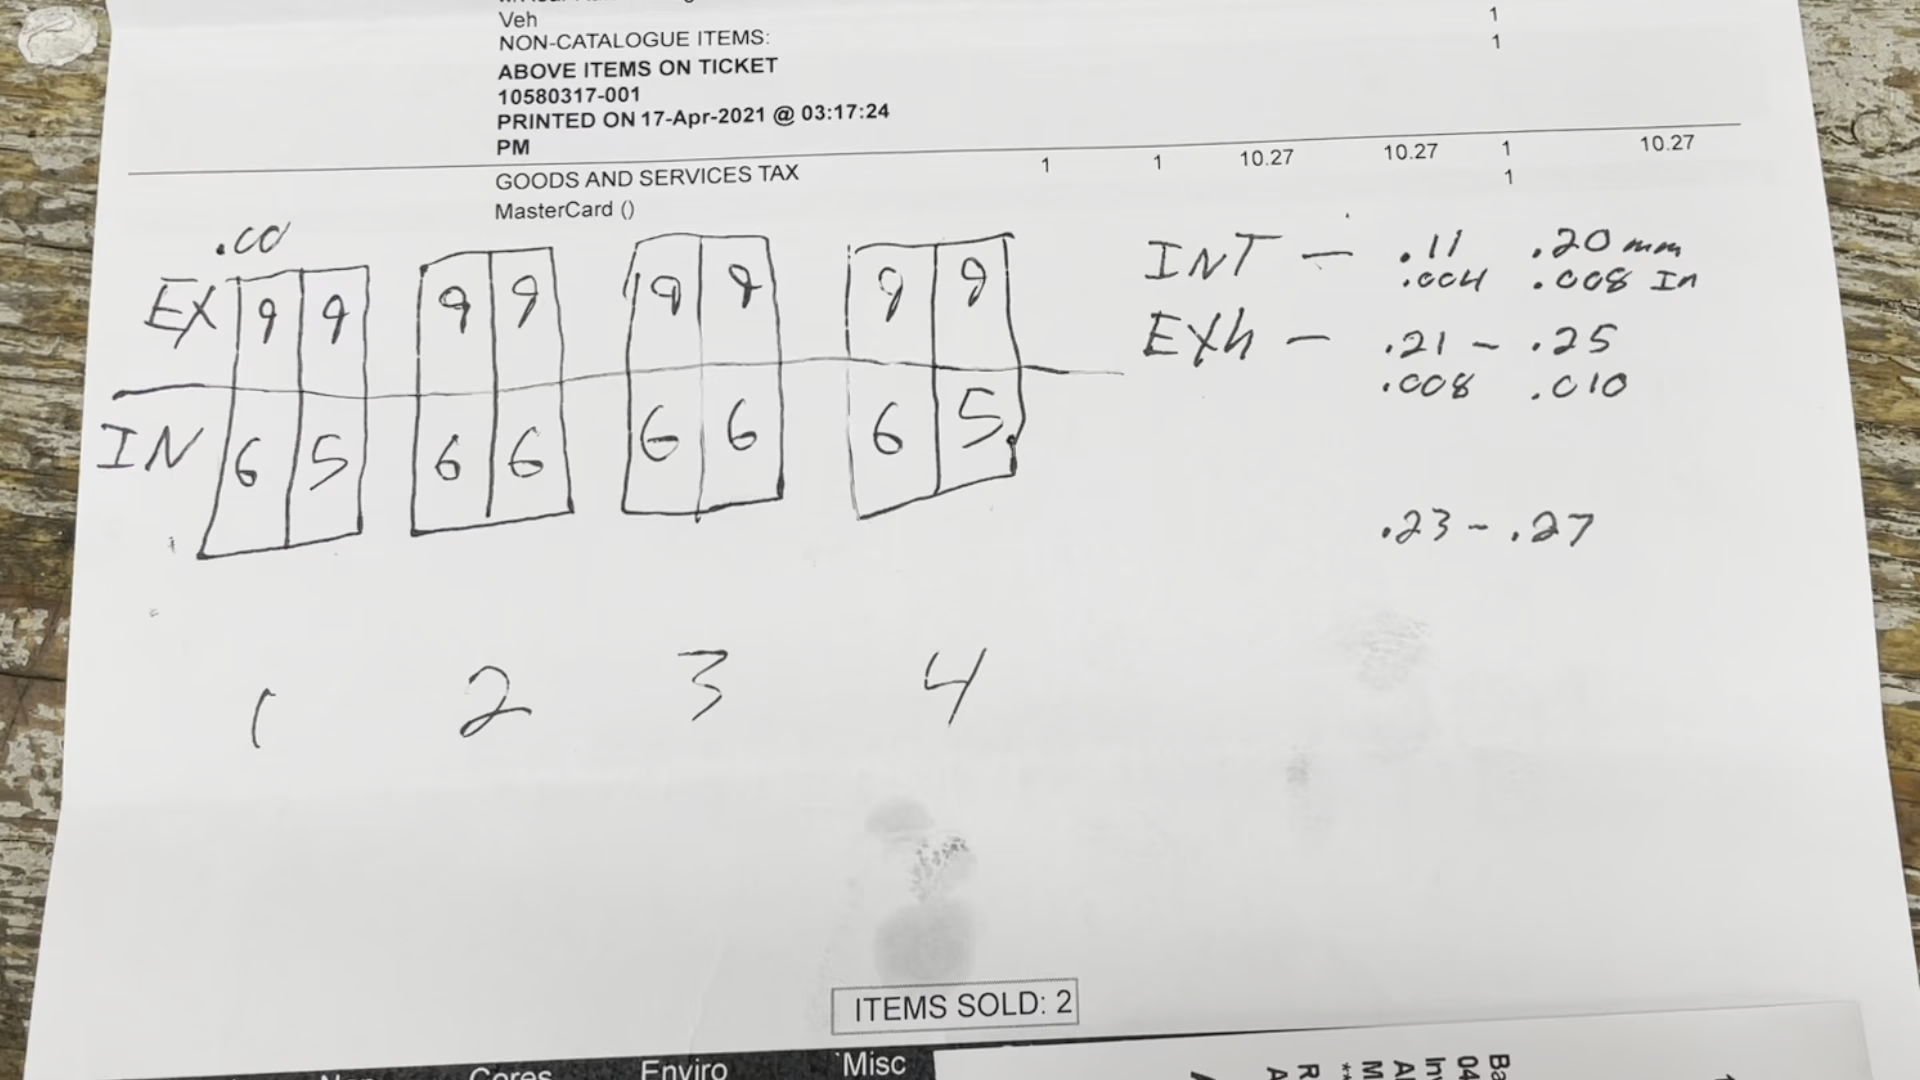 Veh 1
NON-CATALOGUE ITEMS: 1
ABOVE ITEMS ON TICKET
10580317-001
PRINTED ON 17-Apr-2021 @ 03:17:24
PM
GOODS AND SERVICES TAX 1 1 10.27 10.27 1 10.27
MasterCard () 1
.00
EX 9 9 9 9 9 9 9 9
IN 6 5 6 6 6 6 6 5.
INT - .11 .20 mm
.004 .008 In
EXh - .21 - .25
.008 .010
.23 - .27
1 2 3 4
ITEMS SOLD: 2
Cores Enviro Misc